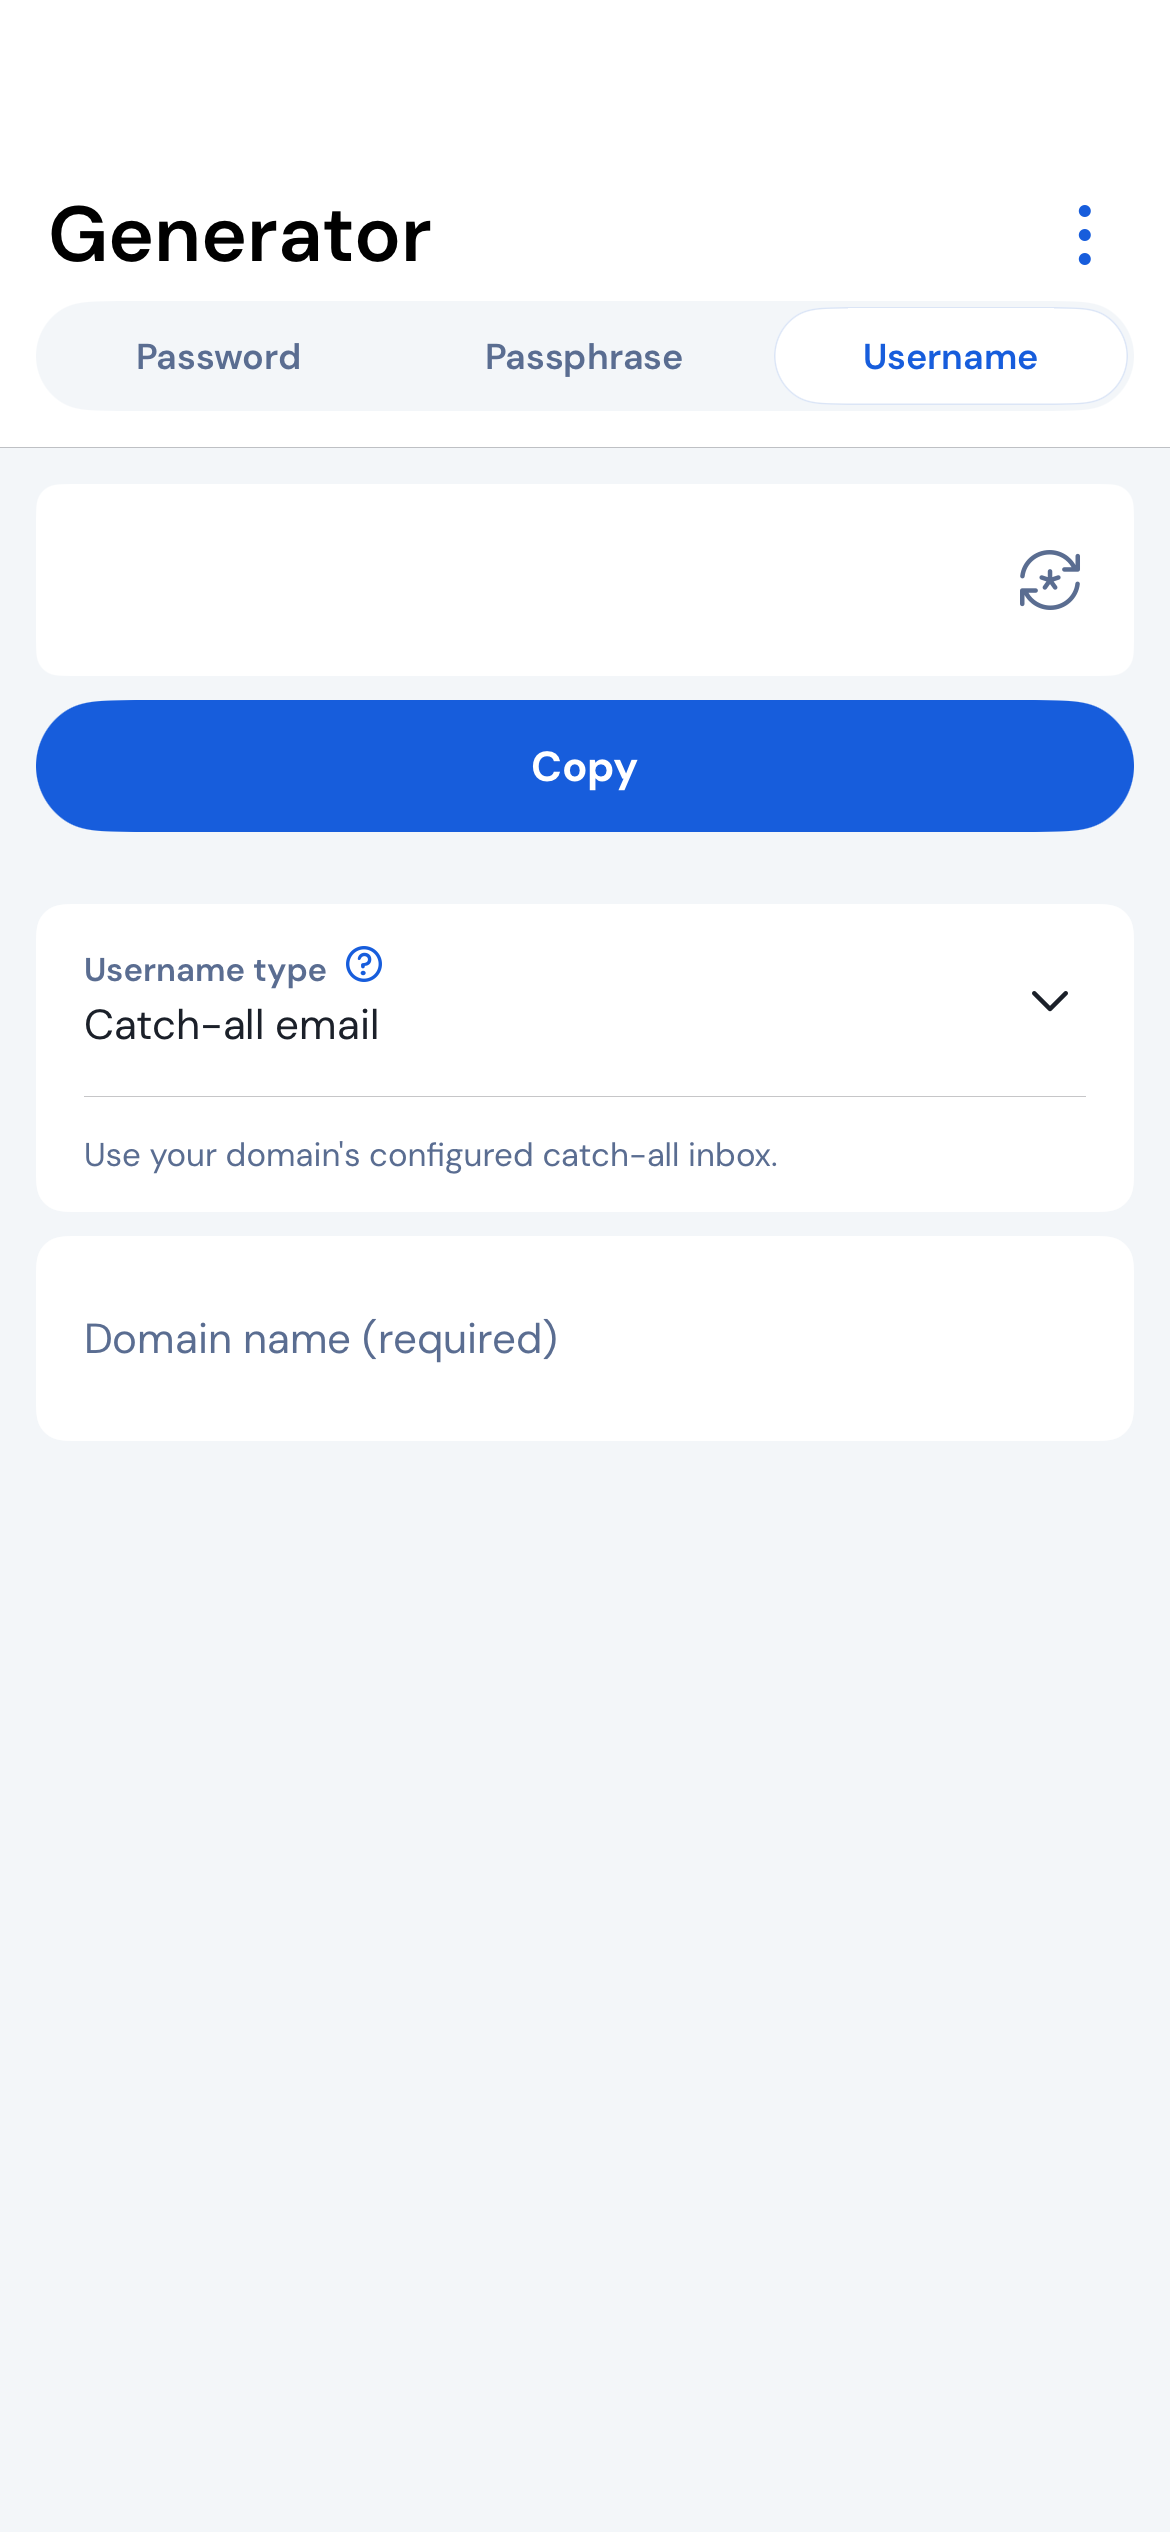 Generator
Password Passphrase Username
Copy
Username type
Catch-all email
Use your domain's configured catch-all inbox.
Domain name (required)